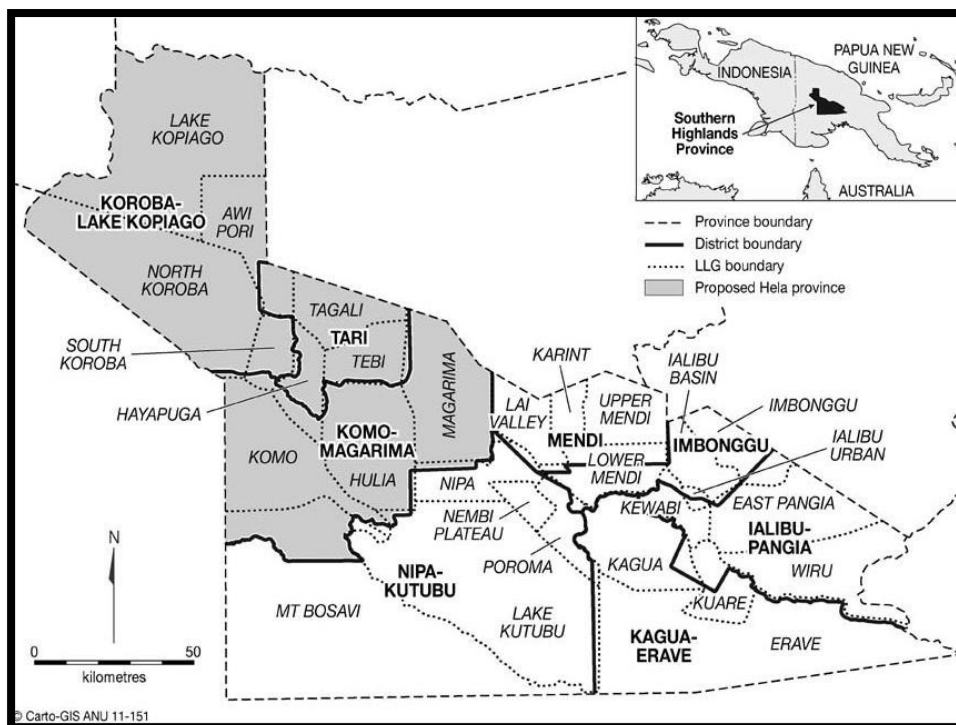 LAKE
KOPIAGO
KOROBA-
LAKE KOPIAGO
AWI
PORI
NORTH
KOROBA
SOUTH
KOROBA
HAYAPUGA
TAGALI
TARI
TEBI
MAGARIMA
KOMO-
MAGARIMA
KOMO
HULIA
LAI
VALLEY
KARINT
UPPER
MENDI
MENDI
LOWER
MENDI
IALIBU
BASIN
IMBONGGU
IMBONGGU
IALIBU
URBAN
NIPA
NEMBI
PLATEAU
POROMA
NIPA-
KUTUBU
MT BOSAVI
LAKE
KUTUBU
KEWABI
KAGUA
EAST PANGIA
IALIBU-
PANGIA
WIRU
KUARE
KAGUA-
ERAVE
ERAVE
INDONESIA
PAPUA NEW
GUINEA
Southern
Highlands
Province
AUSTRALIA
Province boundary
District boundary
LLG boundary
Proposed Hela province
N
0 50
kilometres
© Carto-GIS ANU 11-151